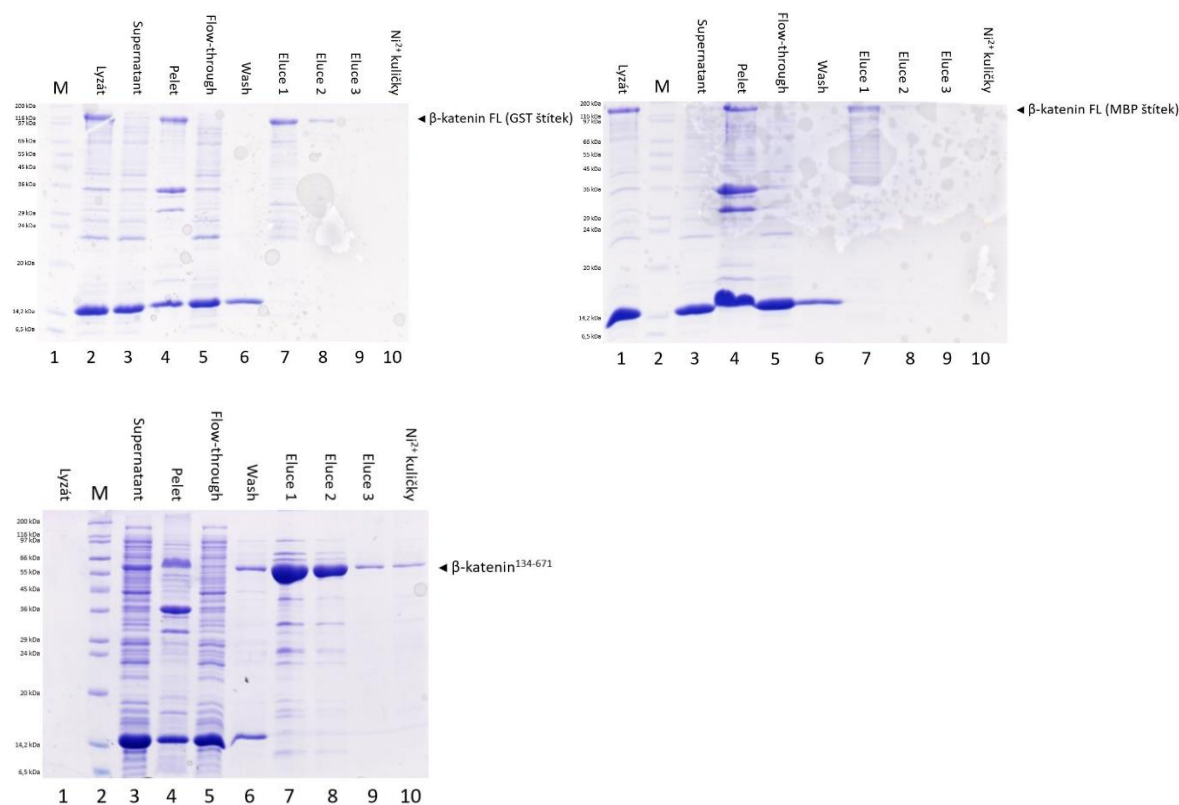 M
Lyzát
Supernatant
Pelet
Flow-through
Wash
Eluce 1
Eluce 2
Eluce 3
Ni²⁺ kuličky
200 kDa
116 kDa
97 kDa
66 kDa
55 kDa
45 kDa
36 kDa
29 kDa
24 kDa
20 kDa
14,2 kDa
6,5 kDa
◄ β-katenin FL (GST štítek)
1 2 3 4 5 6 7 8 9 10
Lyzát
M
Supernatant
Pelet
Flow-through
Wash
Eluce 1
Eluce 2
Eluce 3
Ni²⁺ kuličky
200 kDa
97 kDa
66 kDa
55 kDa
45 kDa
36 kDa
29 kDa
24 kDa
20 kDa
14,2 kDa
6,5 kDa
◄ β-katenin FL (MBP štítek)
1 2 3 4 5 6 7 8 9 10
Lyzát
M
Supernatant
Pelet
Flow-through
Wash
Eluce 1
Eluce 2
Eluce 3
Ni²⁺ kuličky
200 kDa
116 kDa
97 kDa
66 kDa
55 kDa
45 kDa
36 kDa
29 kDa
24 kDa
20 kDa
14,2 kDa
6,5 kDa
◄ β-katenin¹³⁴⁻⁶⁷¹
1 2 3 4 5 6 7 8 9 10